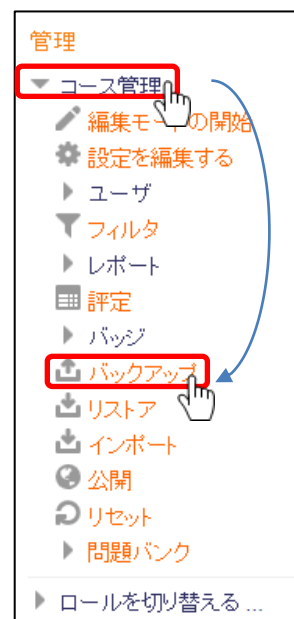 管理
コース管理
編集モードの開始
設定を編集する
ユーザ
フィルタ
レポート
評定
バッジ
バックアップ
リストア
インポート
公開
リセット
問題バンク
ロールを切り替える ...